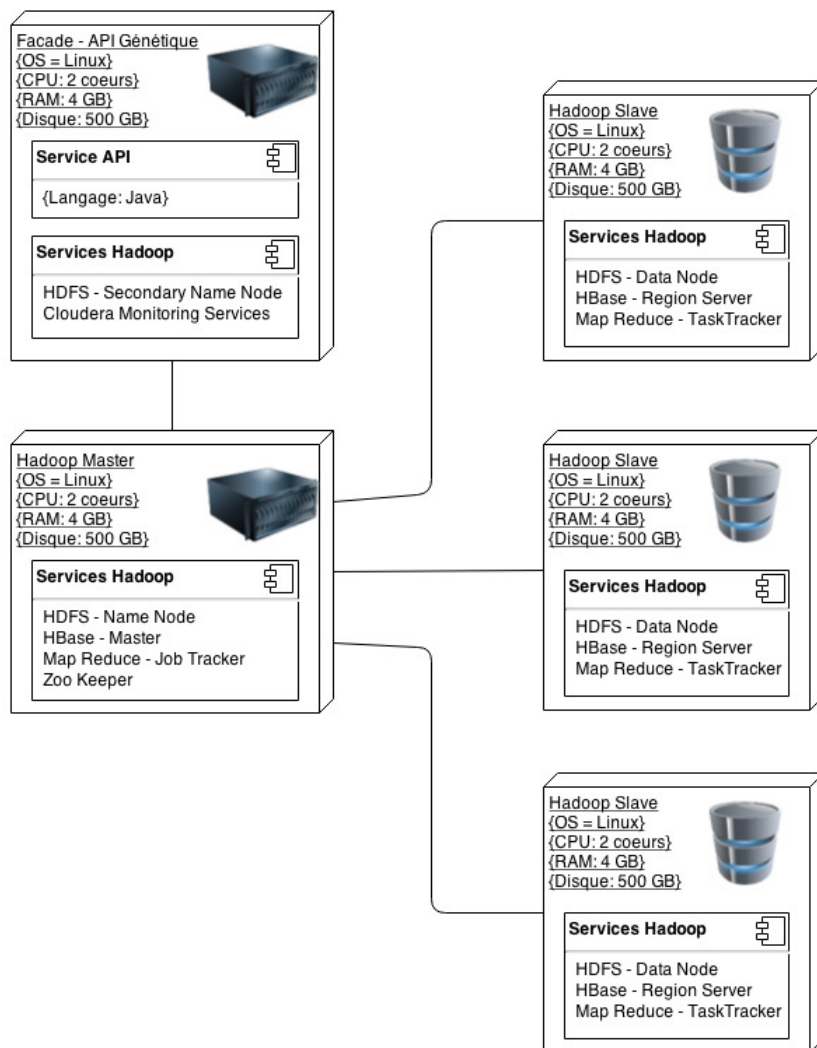 Facade - API Génétique
{OS = Linux}
{CPU: 2 coeurs}
{RAM: 4 GB}
{Disque: 500 GB}
Service API
{Langage: Java}
Services Hadoop
HDFS - Secondary Name Node
Cloudera Monitoring Services
Hadoop Master
{OS = Linux}
{CPU: 2 coeurs}
{RAM: 4 GB}
{Disque: 500 GB}
Services Hadoop
HDFS - Name Node
HBase - Master
Map Reduce - Job Tracker
Zoo Keeper
Hadoop Slave
{OS = Linux}
{CPU: 2 coeurs}
{RAM: 4 GB}
{Disque: 500 GB}
Services Hadoop
HDFS - Data Node
HBase - Region Server
Map Reduce - TaskTracker
Hadoop Slave
{OS = Linux}
{CPU: 2 coeurs}
{RAM: 4 GB}
{Disque: 500 GB}
Services Hadoop
HDFS - Data Node
HBase - Region Server
Map Reduce - TaskTracker
Hadoop Slave
{OS = Linux}
{CPU: 2 coeurs}
{RAM: 4 GB}
{Disque: 500 GB}
Services Hadoop
HDFS - Data Node
HBase - Region Server
Map Reduce - TaskTracker